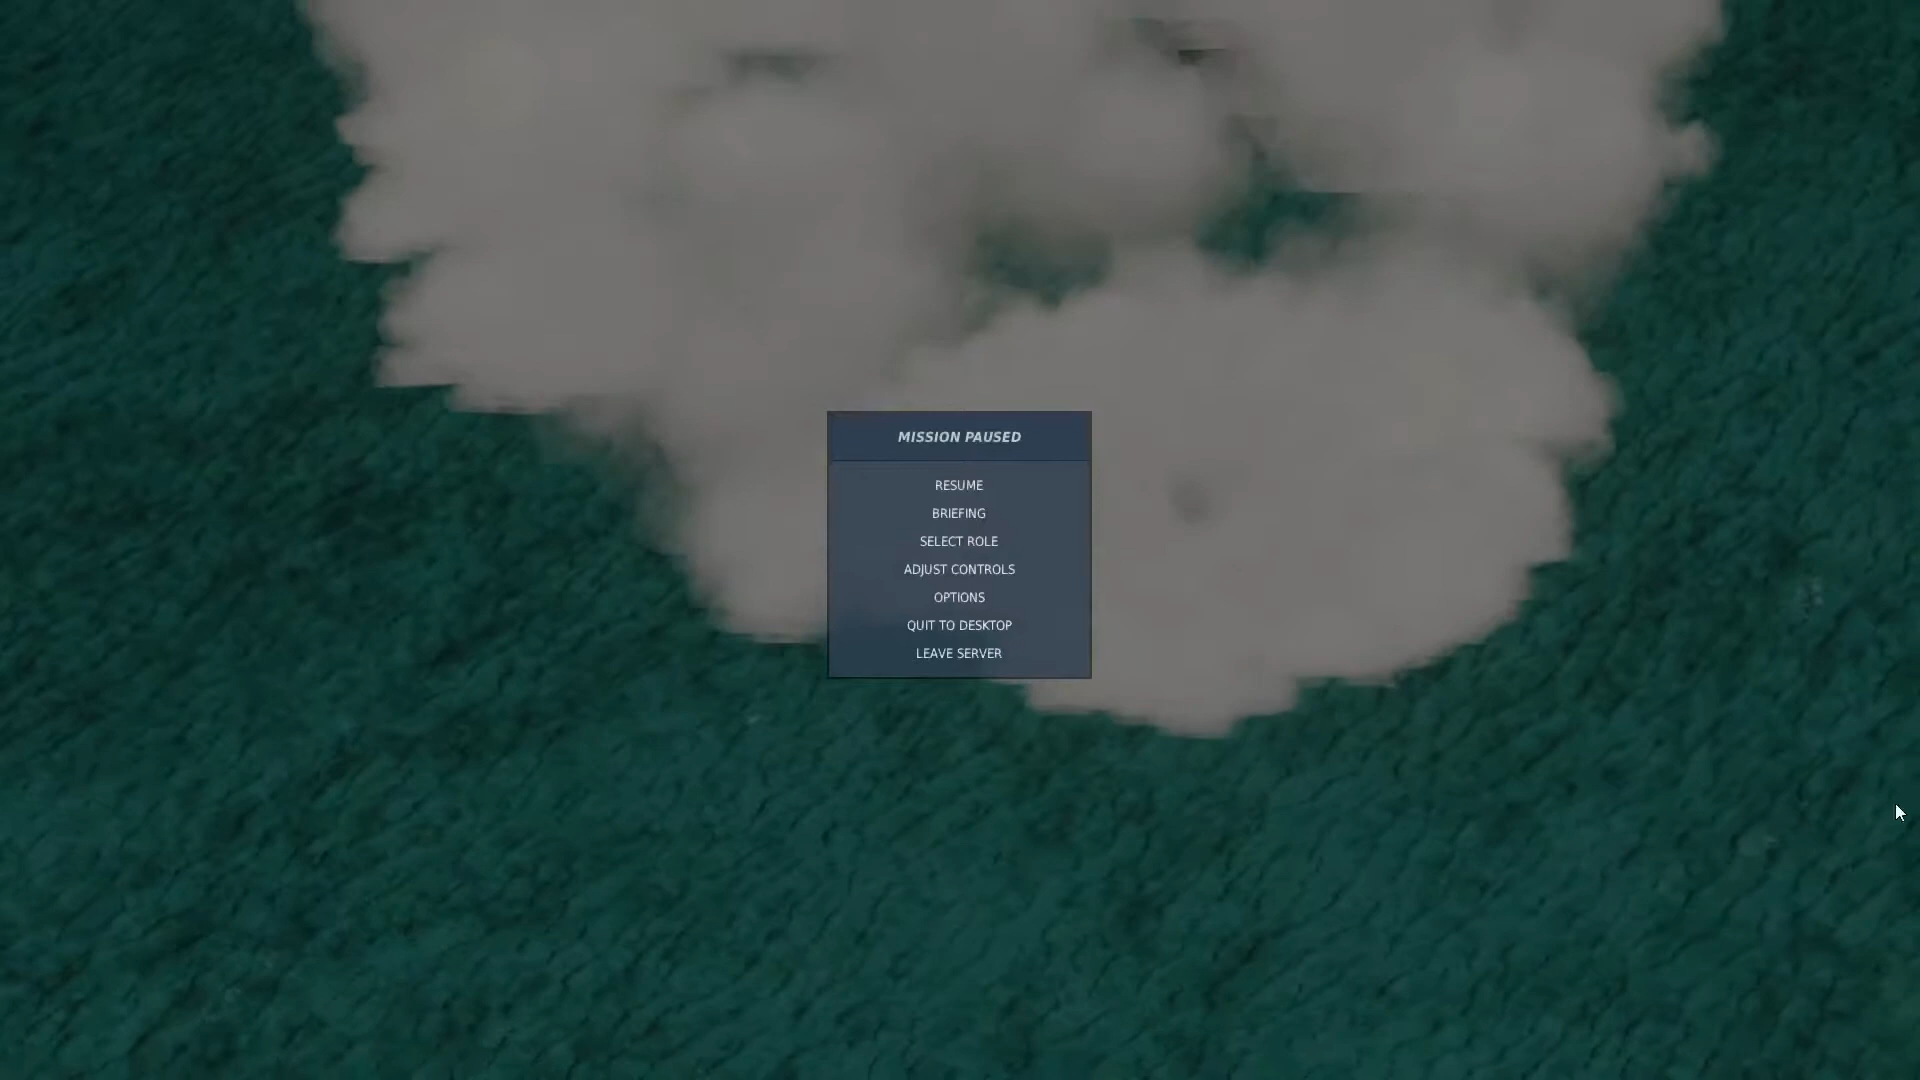 MISSION PAUSED
RESUME
BRIEFING
SELECT ROLE
ADJUST CONTROLS
OPTIONS
QUIT TO DESKTOP
LEAVE SERVER